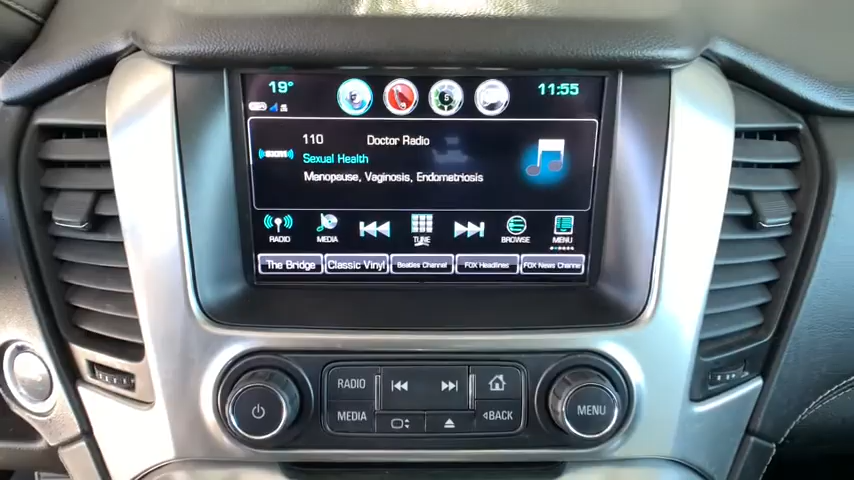 19°
11:55
110 Doctor Radio
Sexual Health
Menopause, Vaginosis, Endometriosis
RADIO MEDIA TUNE BROWSE MENU
The Bridge Classic Vinyl Beatles Channel FOX Headlines FOX News Channel
RADIO
MEDIA
BACK
MENU